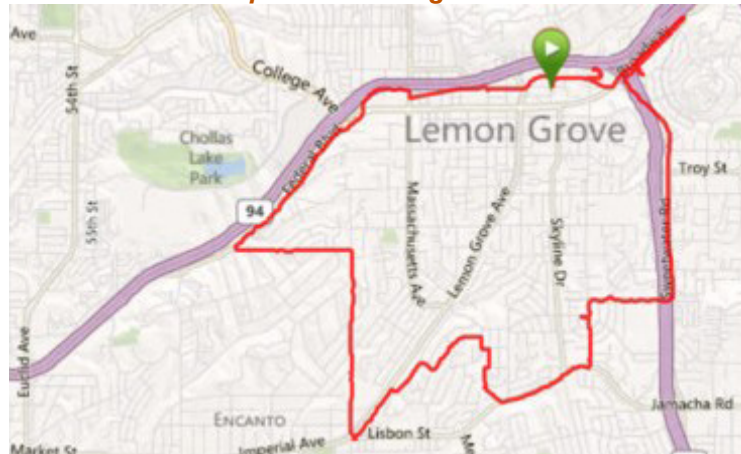 Ave
54th St
College Ave
Broadway
Chollas
Lake
Park
Lemon Grove
Federal Blvd
Troy St
94
55th St
Massachusetts Ave
Lemon Grove Ave
Skyline Dr
Sweetwater Rd
Euclid Ave
ENCANTO
Jamacha Rd
Lisbon St
Imperial Ave
Market St